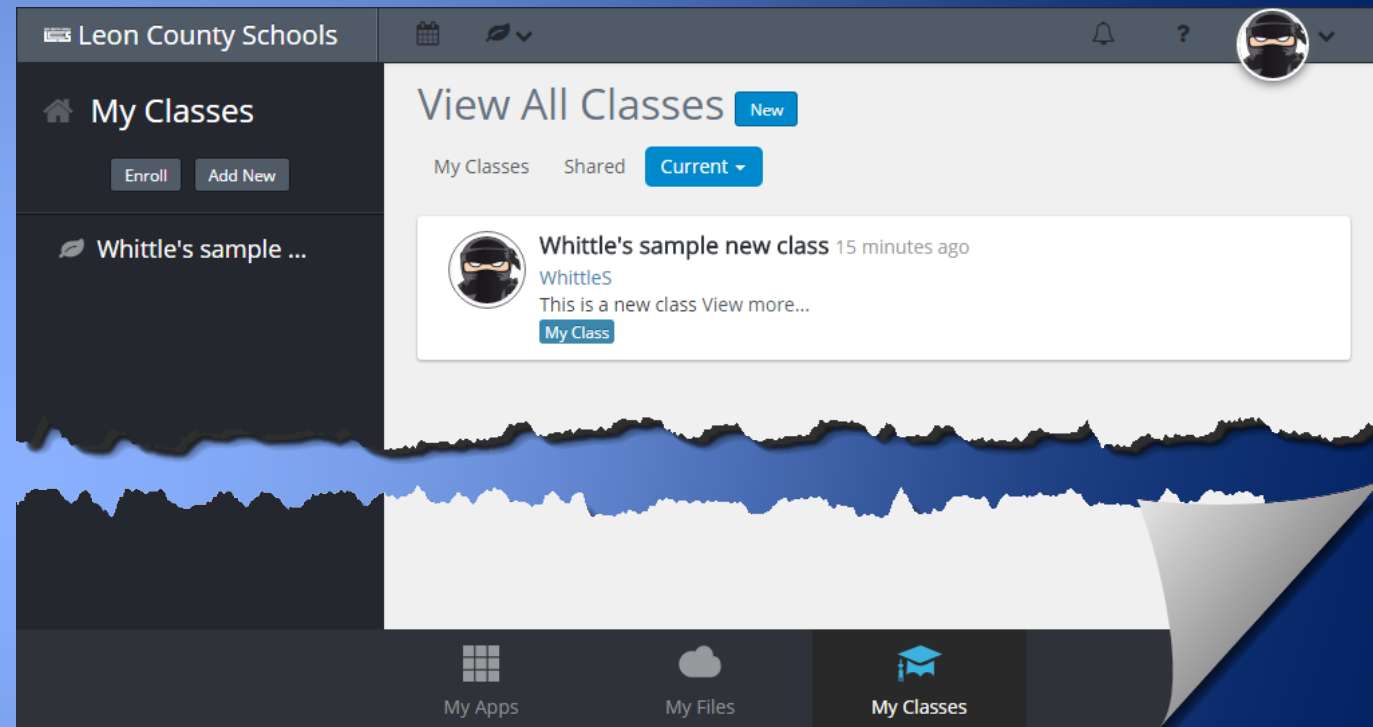 Leon County Schools
?
My Classes
Enroll Add New
Whittle's sample ...
View All Classes New
My Classes Shared Current
Whittle's sample new class 15 minutes ago
WhittleS
This is a new class View more...
My Class
My Apps My Files My Classes